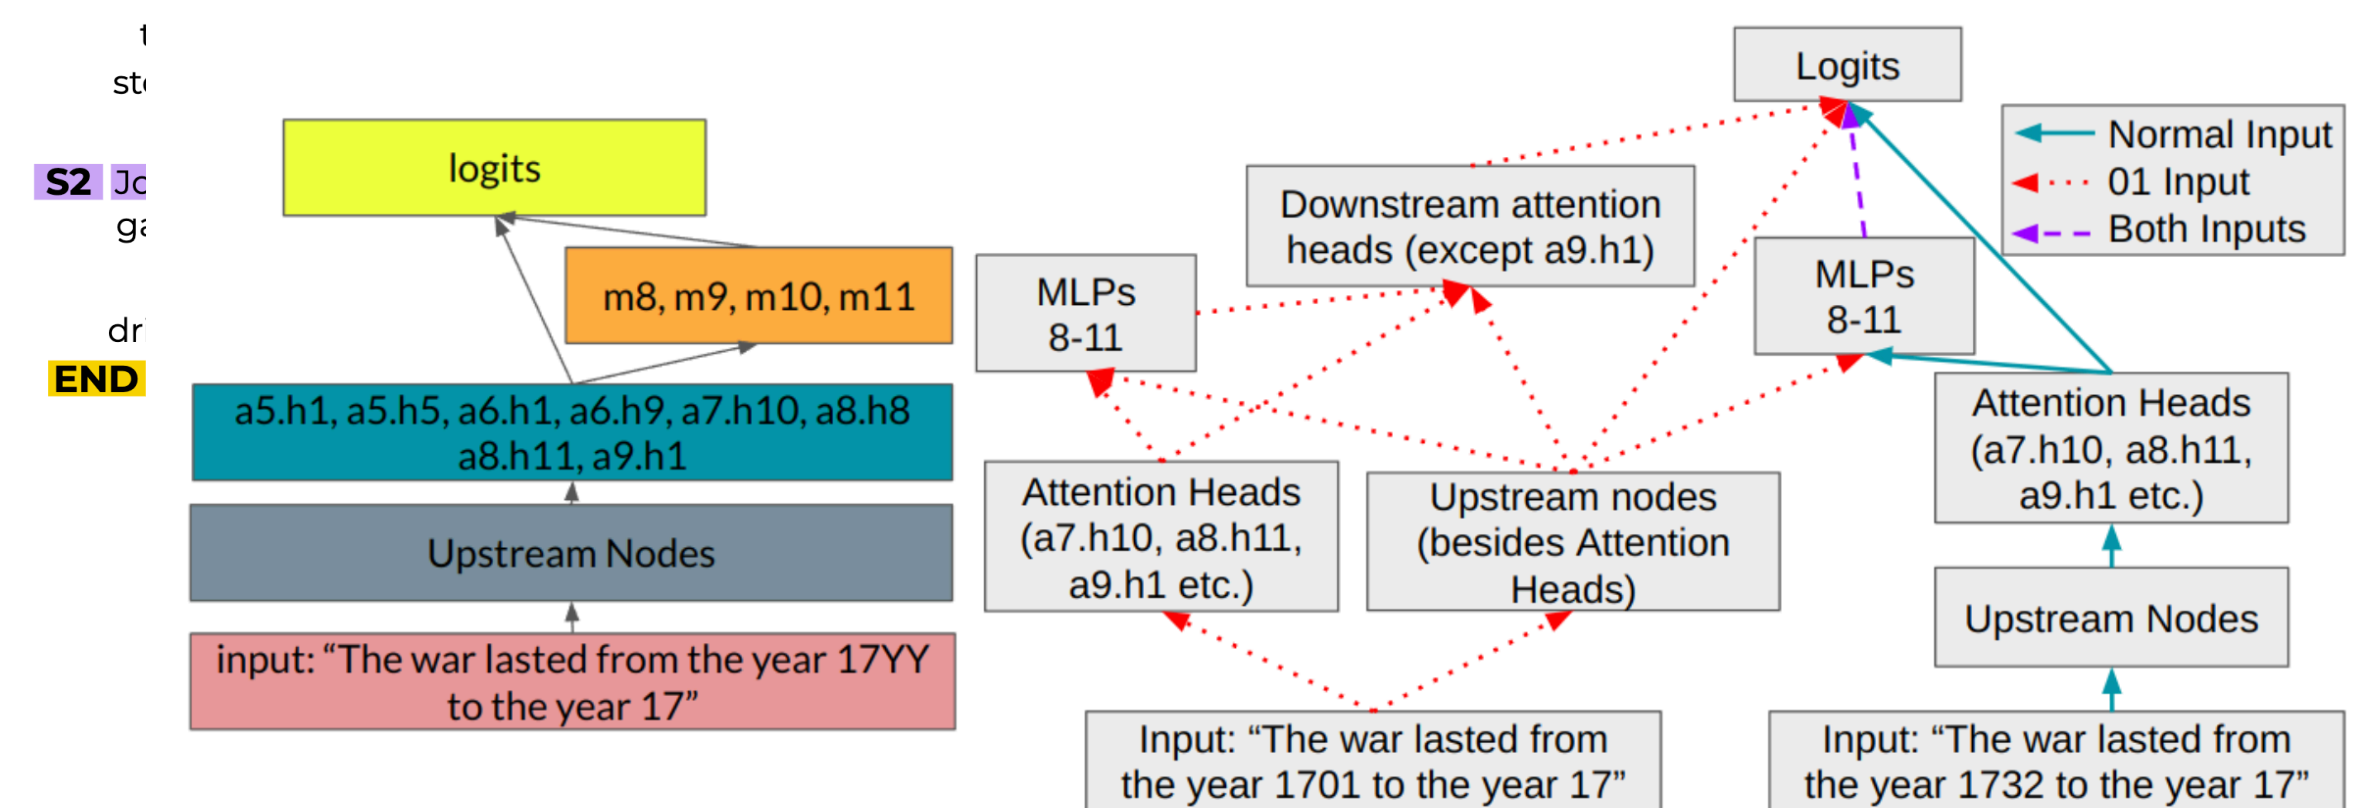 S2
END
logits
m8, m9, m10, m11
a5.h1, a5.h5, a6.h1, a6.h9, a7.h10, a8.h8
a8.h11, a9.h1
Upstream Nodes
input: “The war lasted from the year 17YY
to the year 17”
Logits
Normal Input
01 Input
Both Inputs
Downstream attention
heads (except a9.h1)
MLPs
8-11
MLPs
8-11
Attention Heads
(a7.h10, a8.h11,
a9.h1 etc.)
Upstream nodes
(besides Attention
Heads)
Attention Heads
(a7.h10, a8.h11,
a9.h1 etc.)
Upstream Nodes
Input: “The war lasted from
the year 1701 to the year 17”
Input: “The war lasted from
the year 1732 to the year 17”